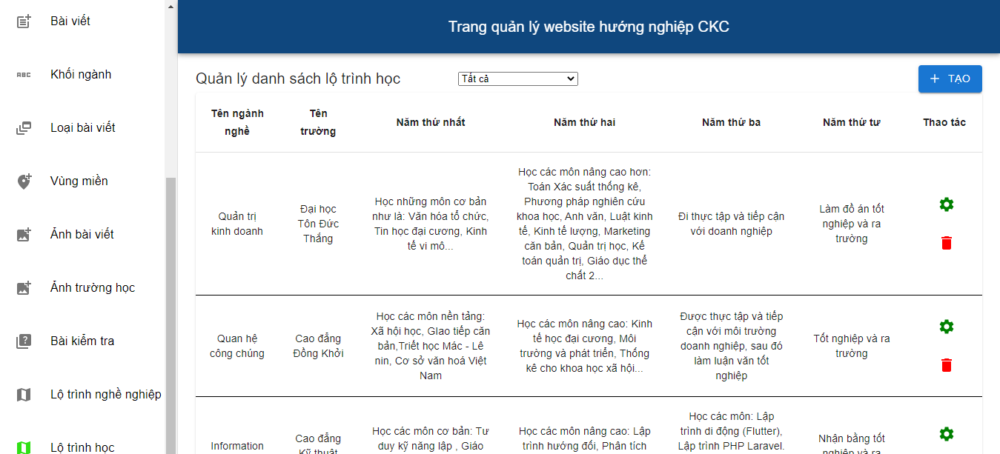 Bài viết
ABC
Khối ngành
Loại bài viết
Vùng miền
Ảnh bài viết
Ảnh trường học
?
Bài kiểm tra
Lộ trình nghề nghiệp
Lộ trình học
Trang quản lý website hướng nghiệp CKC
Quản lý danh sách lộ trình học
Tất cả
+ TẠO
Tên ngành
nghề
Tên
trường
Năm thứ nhất
Năm thứ hai
Năm thứ ba
Năm thứ tư
Thao tác
Quản trị
kinh doanh
Đại học
Tôn Đức
Thắng
Học những môn cơ bản
như là: Văn hóa tổ chức,
Tin học đại cương, Kinh
tế vi mô...
Học các môn nâng cao hơn:
Toán Xác suất thống kê,
Phương pháp nghiên cứu
khoa học, Anh văn, Luật kinh
tế, Kinh tế lượng, Marketing
căn bản, Quản trị học, Kế
toán quản trị, Giáo dục thể
chất 2...
Đi thực tập và tiếp cận
với doanh nghiệp
Làm đồ án tốt
nghiệp và ra
trường
Quan hệ
công chúng
Cao đẳng
Đồng Khởi
Học các môn nền tảng:
Xã hội học, GIao tiếp căn
bản,Triết học Mác - Lê
nin, Cơ sở văn hoá Việt
Nam
Học các môn nâng cao: Kinh
tế học đại cương, Môi
trường và phát triển, Thống
kê cho khoa học xã hội...
Được thực tập và tiếp
cận với môi trường
doanh nghiệp, sau đó
làm luận văn tốt
nghiệp
Tốt nghiệp và ra
trường
Information
Cao đẳng
Kỹ thuật
Học các môn cơ bản: Tư
duy kỹ năng lập , Giáo
Học các môn nâng cao: Lập
trình hướng đối, Phân tích
Học các môn: Lập
trình di động (Flutter),
Lập trình PHP Laravel.
Nhận bằng tốt
nghiệp và ra